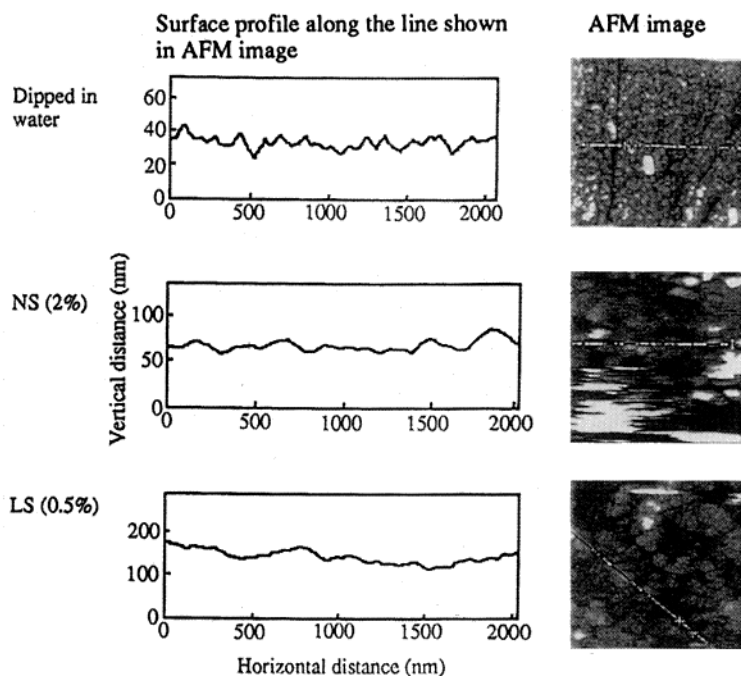 Surface profile along the line shown
in AFM image
AFM image
Dipped in
water
60
40
20
0
0 500 1000 1500 2000
NS (2%)
Vertical distance (nm)
100
50
0
0 500 1000 1500 2000
LS (0.5%)
200
100
0
0 500 1000 1500 2000
Horizontal distance (nm)